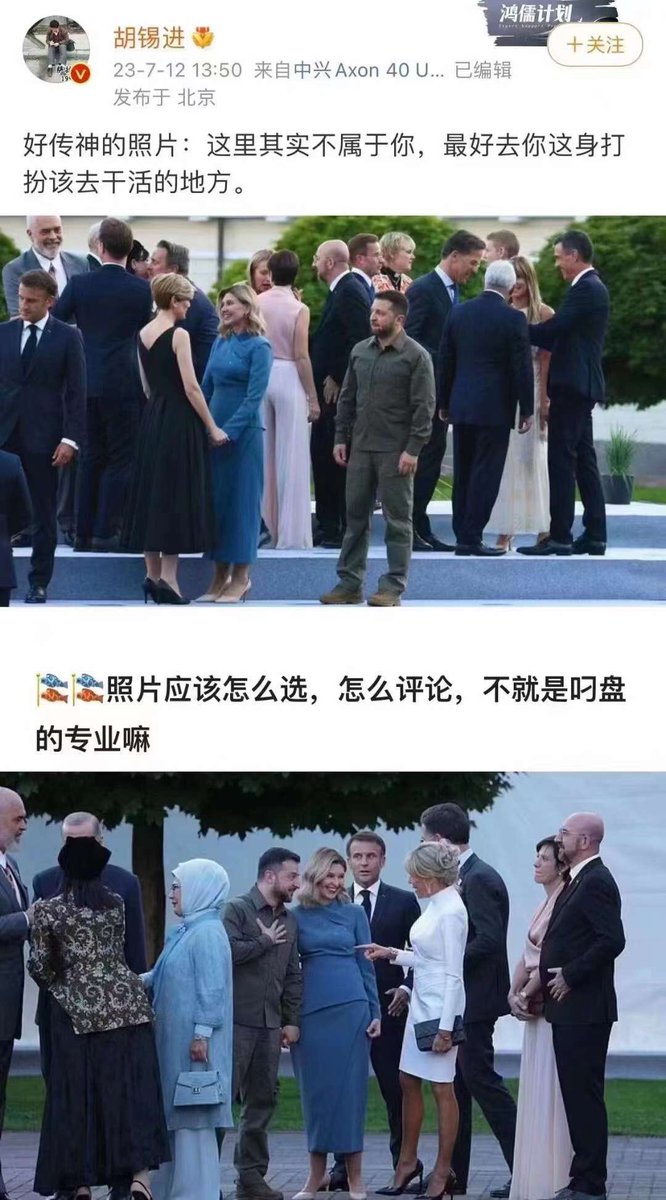 鸿儒计划
胡锡进
+关注
23-7-12 13:50 来自中兴Axon 40 U... 已编辑
发布于 北京
好传神的照片：这里其实不属于你，最好去你这身打
扮该去干活的地方。
照片应该怎么选，怎么评论，不就是叼盘
的专业嘛